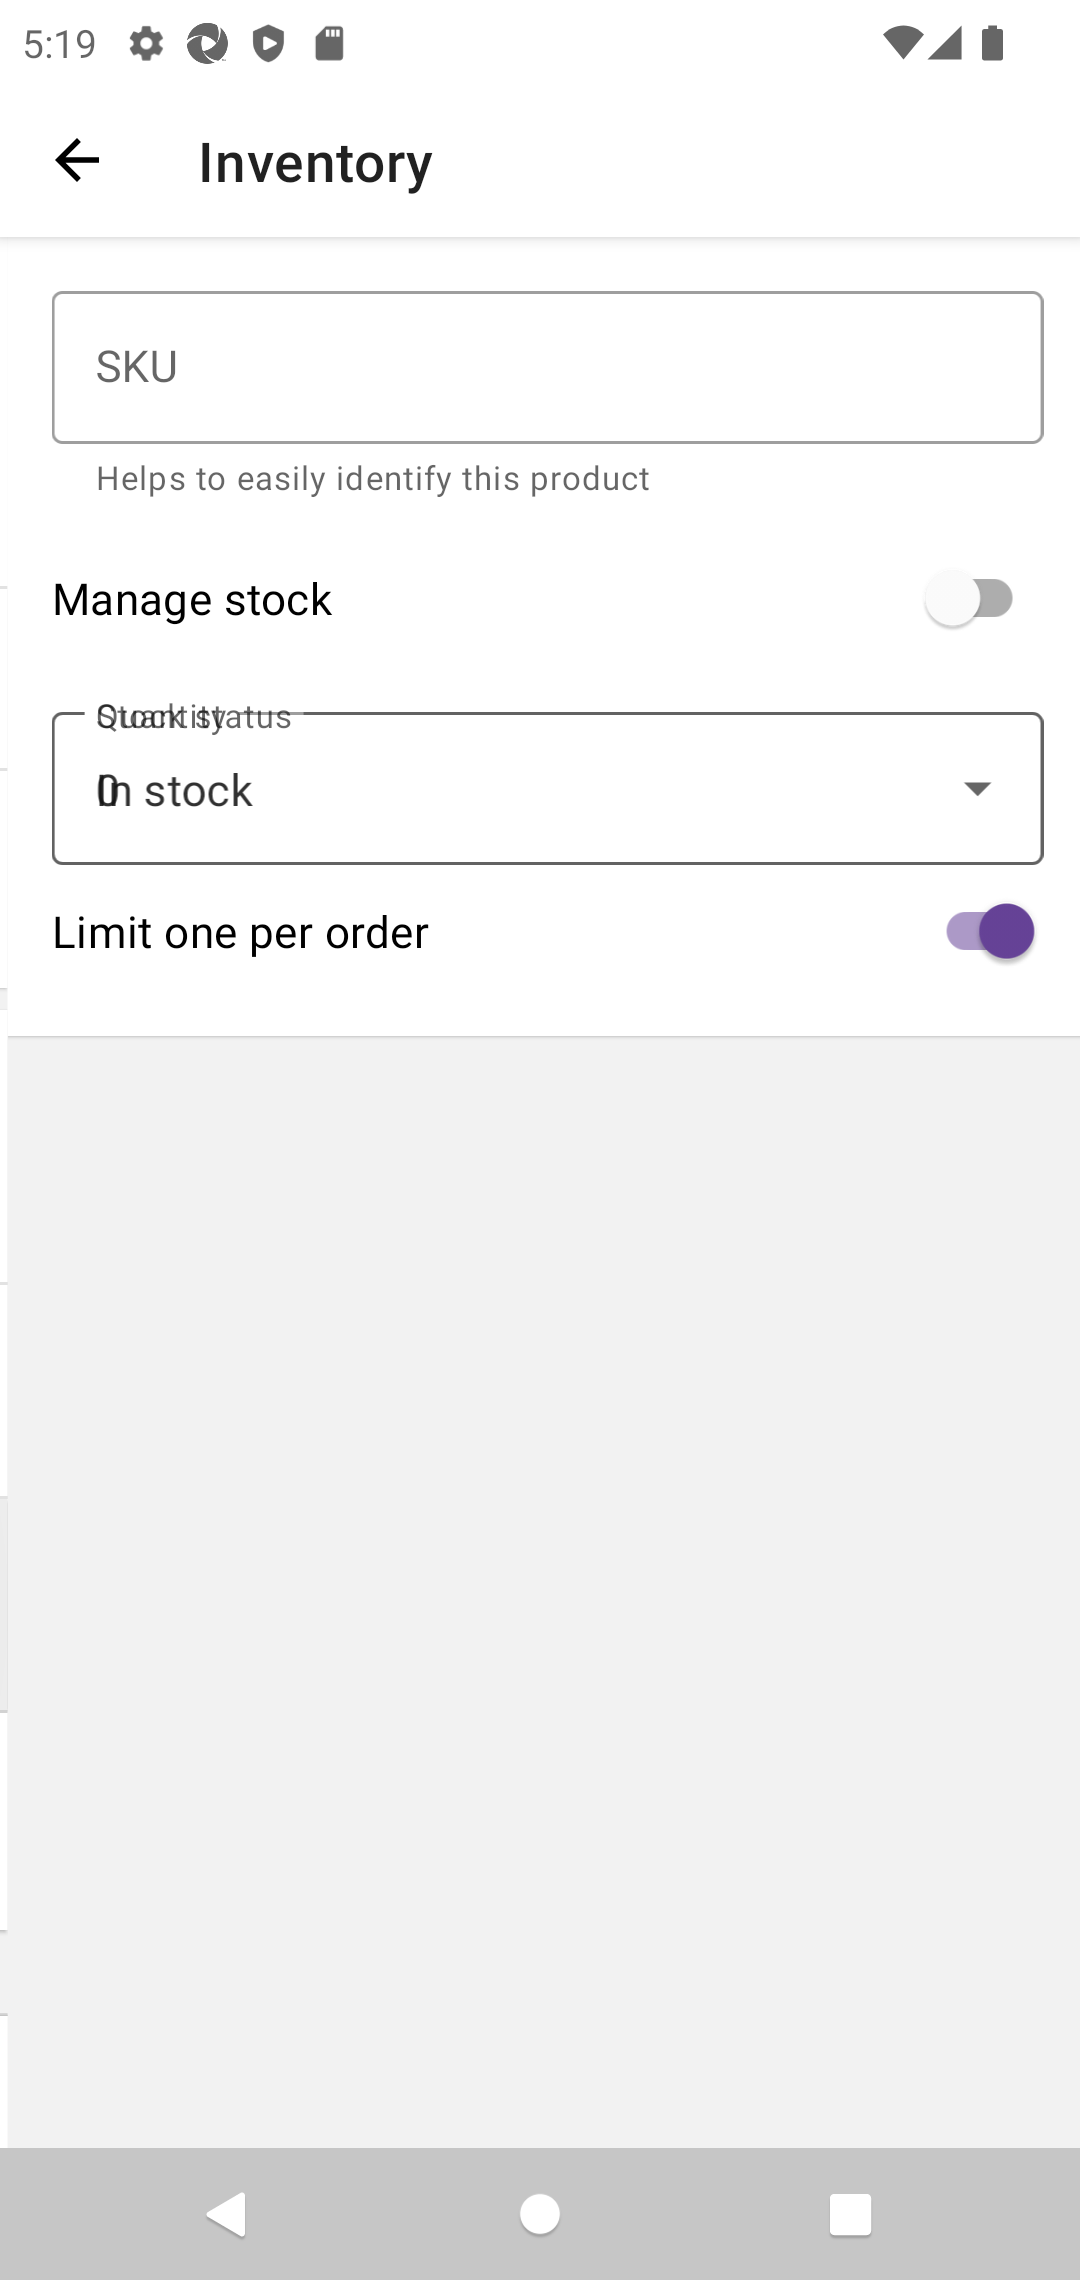 5:19
Inventory
SKU
Helps to easily identify this product
Manage stock
Stock status
Quantity
In stock
0
Limit one per order